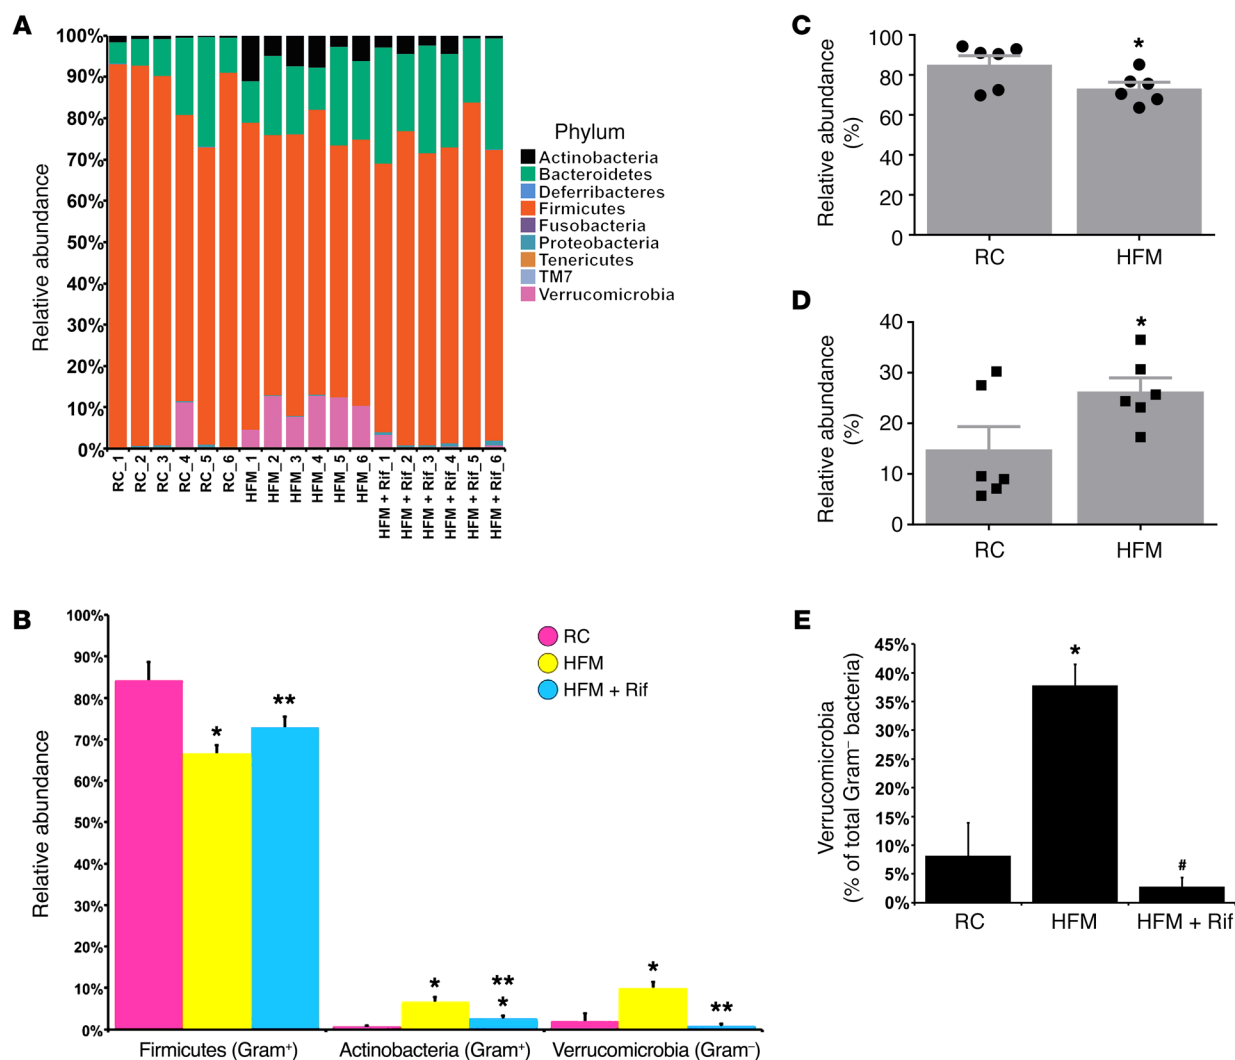 A
Relative abundance
100%
90%
80%
70%
60%
50%
40%
30%
20%
10%
0%
RC_1
RC_2
RC_3
RC_4
RC_5
RC_6
HFM_1
HFM_2
HFM_3
HFM_4
HFM_5
HFM_6
HFM + Rif_1
HFM + Rif_2
HFM + Rif_3
HFM + Rif_4
HFM + Rif_5
HFM + Rif_6
Phylum
Actinobacteria
Bacteroidetes
Deferribacteres
Firmicutes
Fusobacteria
Proteobacteria
Tenericutes
TM7
Verrucomicrobia
C
Relative abundance
(%)
100
80
60
40
20
0
*
RC
HFM
D
Relative abundance
(%)
40
30
20
10
0
*
RC
HFM
B
Relative abundance
100%
90%
80%
70%
60%
50%
40%
30%
20%
10%
0%
RC
HFM
HFM + Rif
*
**
*
**
*
*
**
Firmicutes (Gram⁺)
Actinobacteria (Gram⁺)
Verrucomicrobia (Gram⁻)
E
Verrucomicrobia
(% of total Gram⁻ bacteria)
45%
40%
35%
30%
25%
20%
15%
10%
5%
0%
*
#
RC
HFM
HFM + Rif